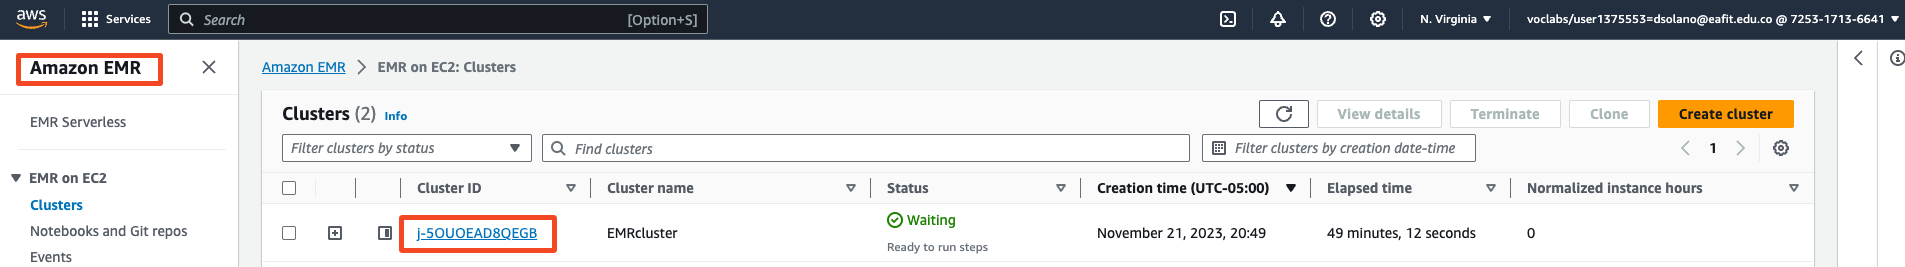 aws
Services
Search
[Option+S]
N. Virginia
voclabs/user1375553=dsolano@eafit.edu.co @ 7253-1713-6641
Amazon EMR
EMR Serverless
EMR on EC2
Clusters
Notebooks and Git repos
Events
Amazon EMR
EMR on EC2: Clusters
Clusters (2) Info
View details
Terminate
Clone
Create cluster
Filter clusters by status
Find clusters
Filter clusters by creation date-time
1
Cluster ID
Cluster name
Status
Creation time (UTC-05:00)
Elapsed time
Normalized instance hours
j-5OUOEAD8QEGB
EMRcluster
Waiting
Ready to run steps
November 21, 2023, 20:49
49 minutes, 12 seconds
0